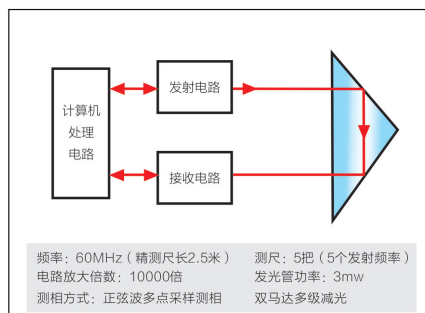 计算机
处理
电路
发射电路
接收电路
频率：60MHz（精测尺长2.5米）
电路放大倍数：10000倍
测相方式：正弦波多点采样测相
测尺：5把（5个发射频率）
发光管功率：3mw
双马达多级减光